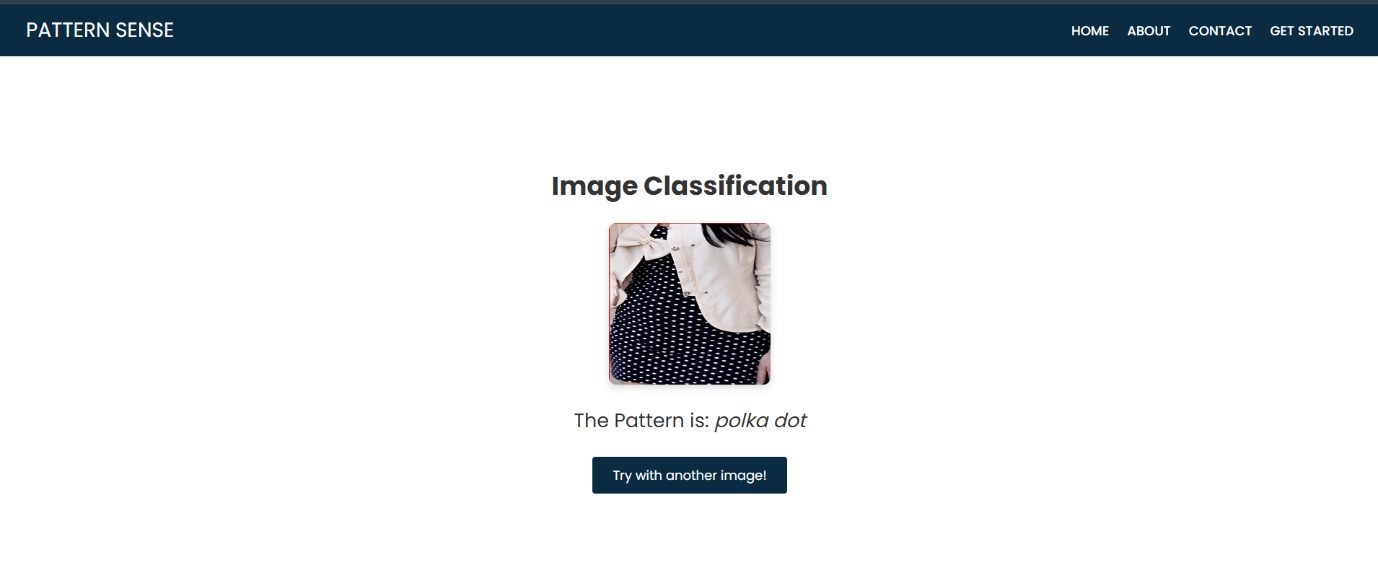 PATTERN SENSE
HOME ABOUT CONTACT GET STARTED
Image Classification
The Pattern is: polka dot
Try with another image!